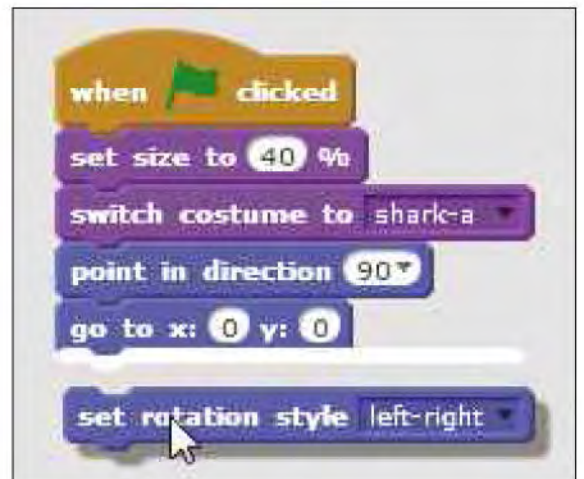 when clicked
set size to 40 %
switch costume to shark-a
point in direction 90
go to x: 0 y: 0
set rotation style left-right